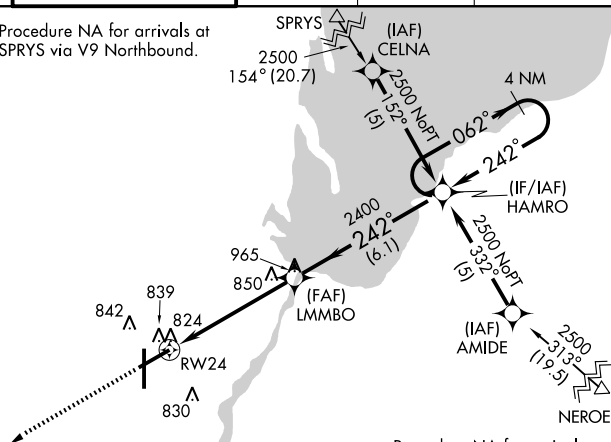 Procedure NA for arrivals at
SPRYS via V9 Northbound.
SPRYS
2500
154° (20.7)
(IAF)
CELNA
2500 NoPT
152°
(5)
4 NM
062°
242°
(IF/IAF)
HAMRO
2400
242°
(6.1)
2500 NoPT
332°
(5)
965
850
(FAF)
LMMBO
842
839
824
RW24
830
(IAF)
AMIDE
2500
313°
(19.5)
NEROE